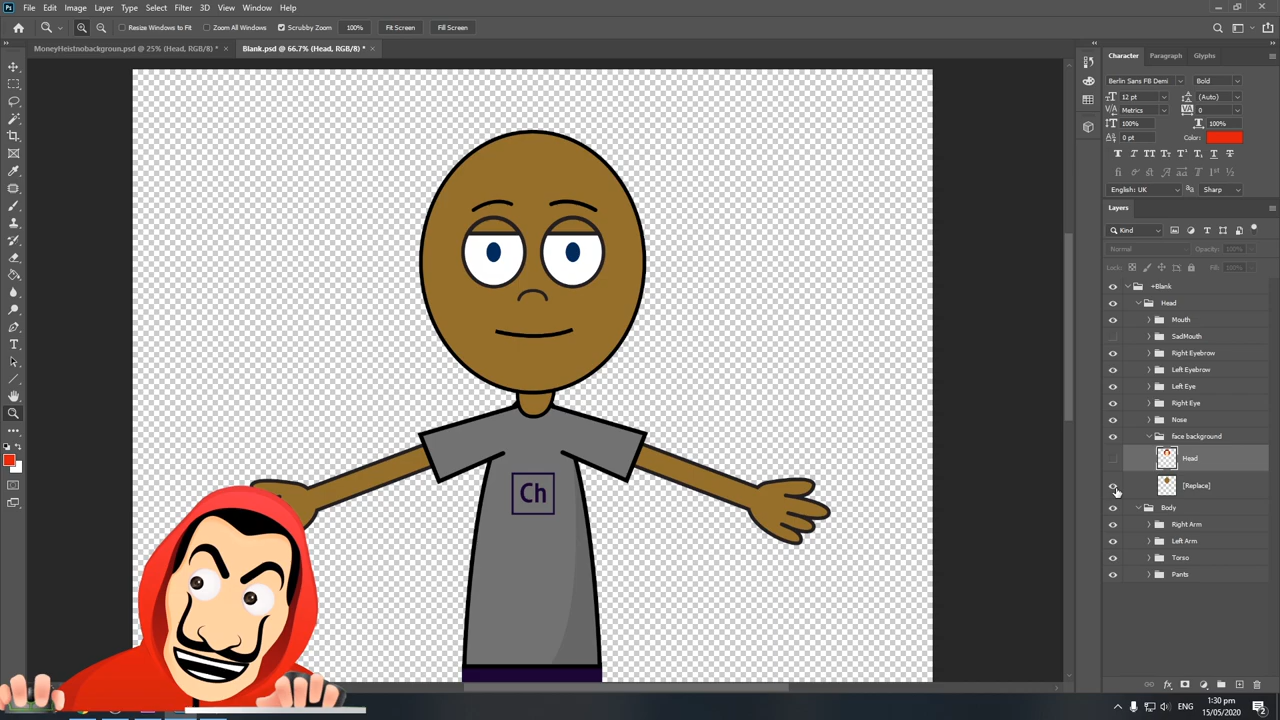 Ps File Edit Image Layer Type Select Filter 3D View Window Help
Resize Windows to Fit Zoom All Windows Scrubby Zoom 100% Fit Screen Fill Screen
MoneyHeistnobackgroun.psd @ 25% (Head, RGB/8) * × Blank.psd @ 66.7% (Head, RGB/8) * ×
Character Paragraph Glyphs
Berlin Sans FB Demi Bold
12 pt (Auto)
Metrics 0
100% 100%
0 pt Color:
English: UK Sharp
Layers
Kind
Normal Opacity: 100%
Lock: Fill: 100%
+Blank
Head
Mouth
SadMouth
Right Eyebrow
Left Eyebrow
Left Eye
Right Eye
Nose
face background
Head
[Replace]
Body
Right Arm
Left Arm
Torso
Pants
Ch
1:30 pm
15/05/2020